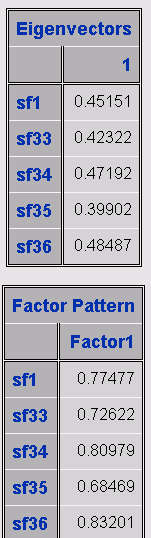 Eigenvectors
1
sf1 0.45151
sf33 0.42322
sf34 0.47192
sf35 0.39902
sf36 0.48487
Factor Pattern
Factor1
sf1 0.77477
sf33 0.72622
sf34 0.80979
sf35 0.68469
sf36 0.83201